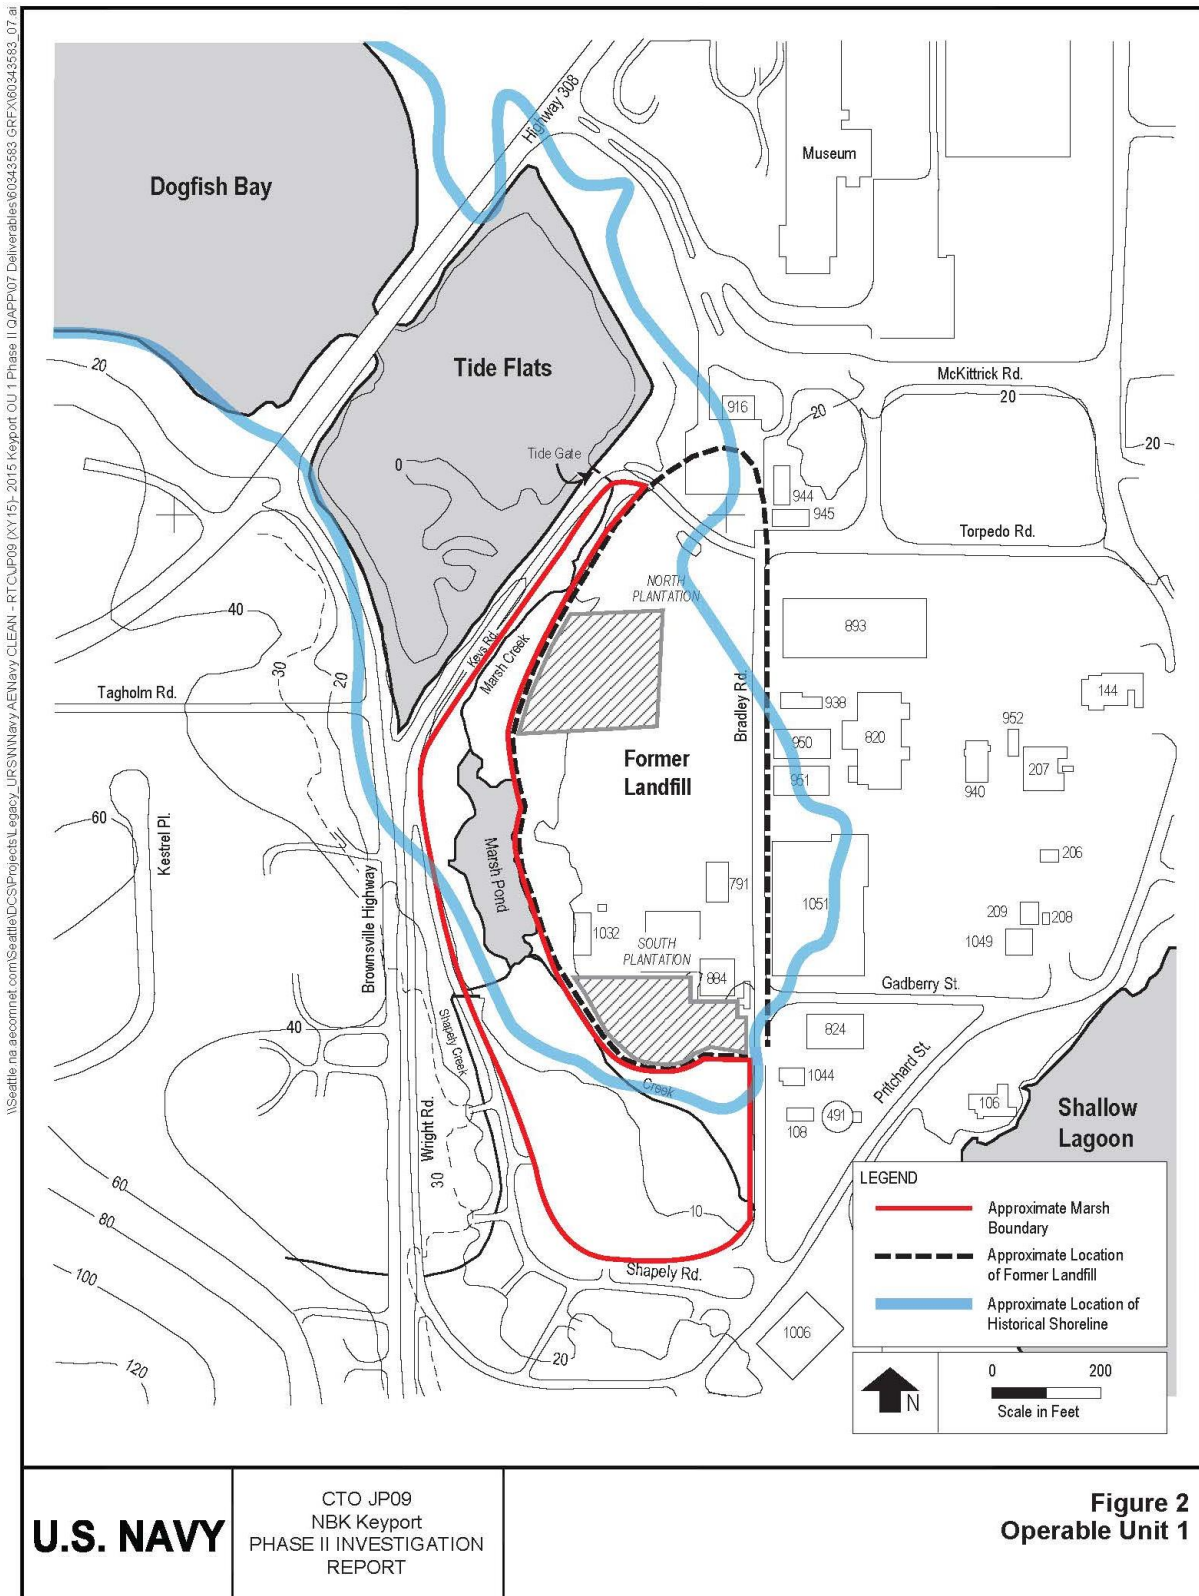 \\Seattle na aecomnet.com\Seattle\DCS\Projects\Legacy_URSWNavy AE\Navy CLEAN - RTC\JP09 (XY15)- 2015 Keyport OU 1 Phase II QAPP\07 Deliverables\60343583 GRFX\60343583_07.ai
Highway 308
Museum
Dogfish Bay
Tide Flats
McKittrick Rd.
20
20
916
20
20
Tide Gate
0
944
945
Torpedo Rd.
NORTH
PLANTATION
40
893
Keys Rd.
30
Marsh Creek
20
Tagholm Rd.
Bradley Rd.
144
938
952
950
820
Former
Landfill
207
951
940
60
Kestrel Pl.
Marsh Pond
206
791
1051
209
208
Brownsville Highway
1032
1049
SOUTH
PLANTATION
884
Gadberry St.
40
Shapely Creek
824
Pritchard St.
1044
Creek
106
Shallow
Lagoon
108
491
Wright Rd.
30
60
80
10
100
Shapely Rd.
LEGEND
Approximate Marsh
Boundary
Approximate Location
of Former Landfill
Approximate Location of
Historical Shoreline
1006
20
120
N
0
200
Scale in Feet
U.S. NAVY
CTO JP09
NBK Keyport
PHASE II INVESTIGATION
REPORT
Figure 2
Operable Unit 1